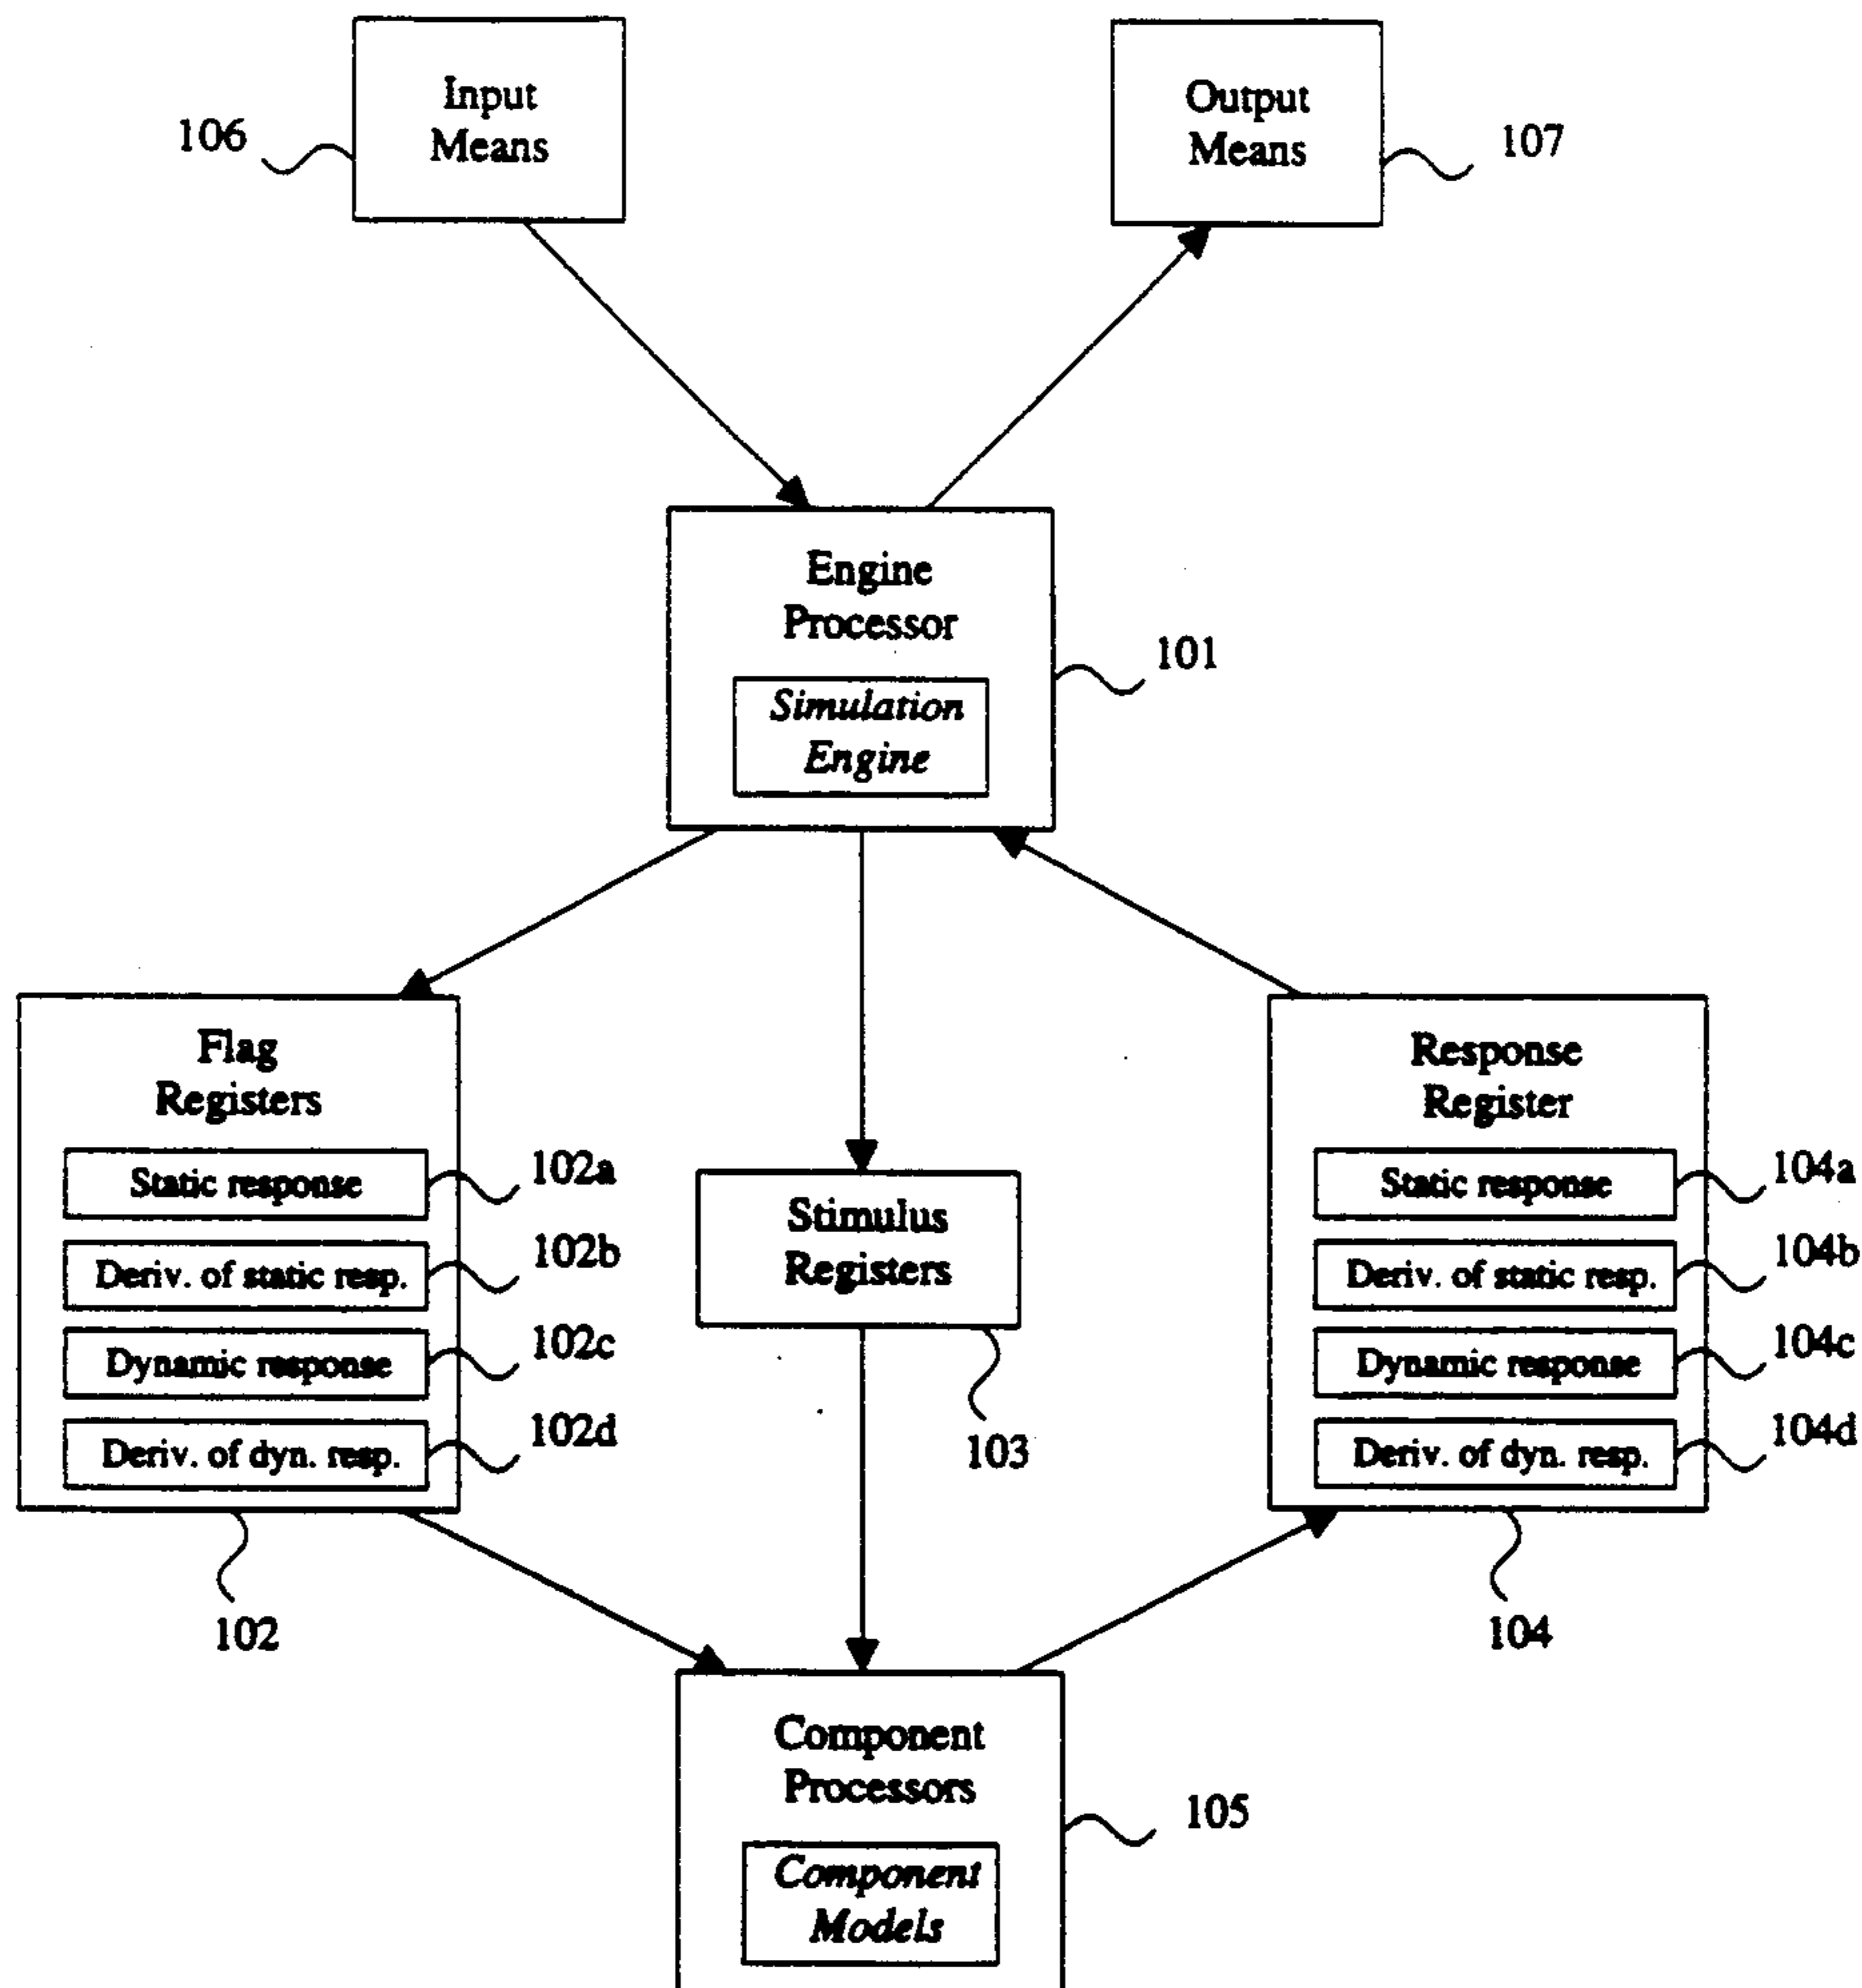 Input
Means
106
Output
Means
107
Engine
Processor
Simulation
Engine
101
Flag
Registers
Static response
102a
Deriv. of static resp.
102b
Dynamic response
102c
Deriv. of dyn. resp.
102d
102
Stimulus
Registers
103
Response
Register
Static response
104a
Deriv. of static resp.
104b
Dynamic response
104c
Deriv. of dyn. resp.
104d
104
Component
Processors
Component
Models
105